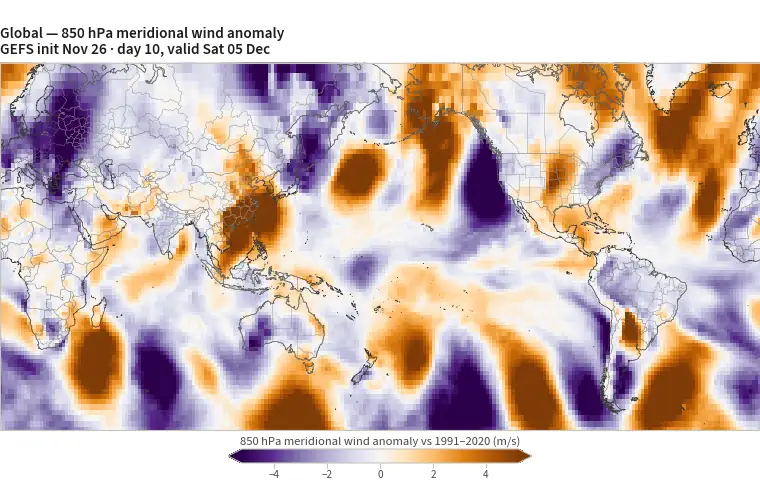 Global — 850 hPa meridional wind anomaly
GEFS init Nov 26 · day 10, valid Sat 05 Dec
850 hPa meridional wind anomaly vs 1991–2020 (m/s)
−4 −2 0 2 4